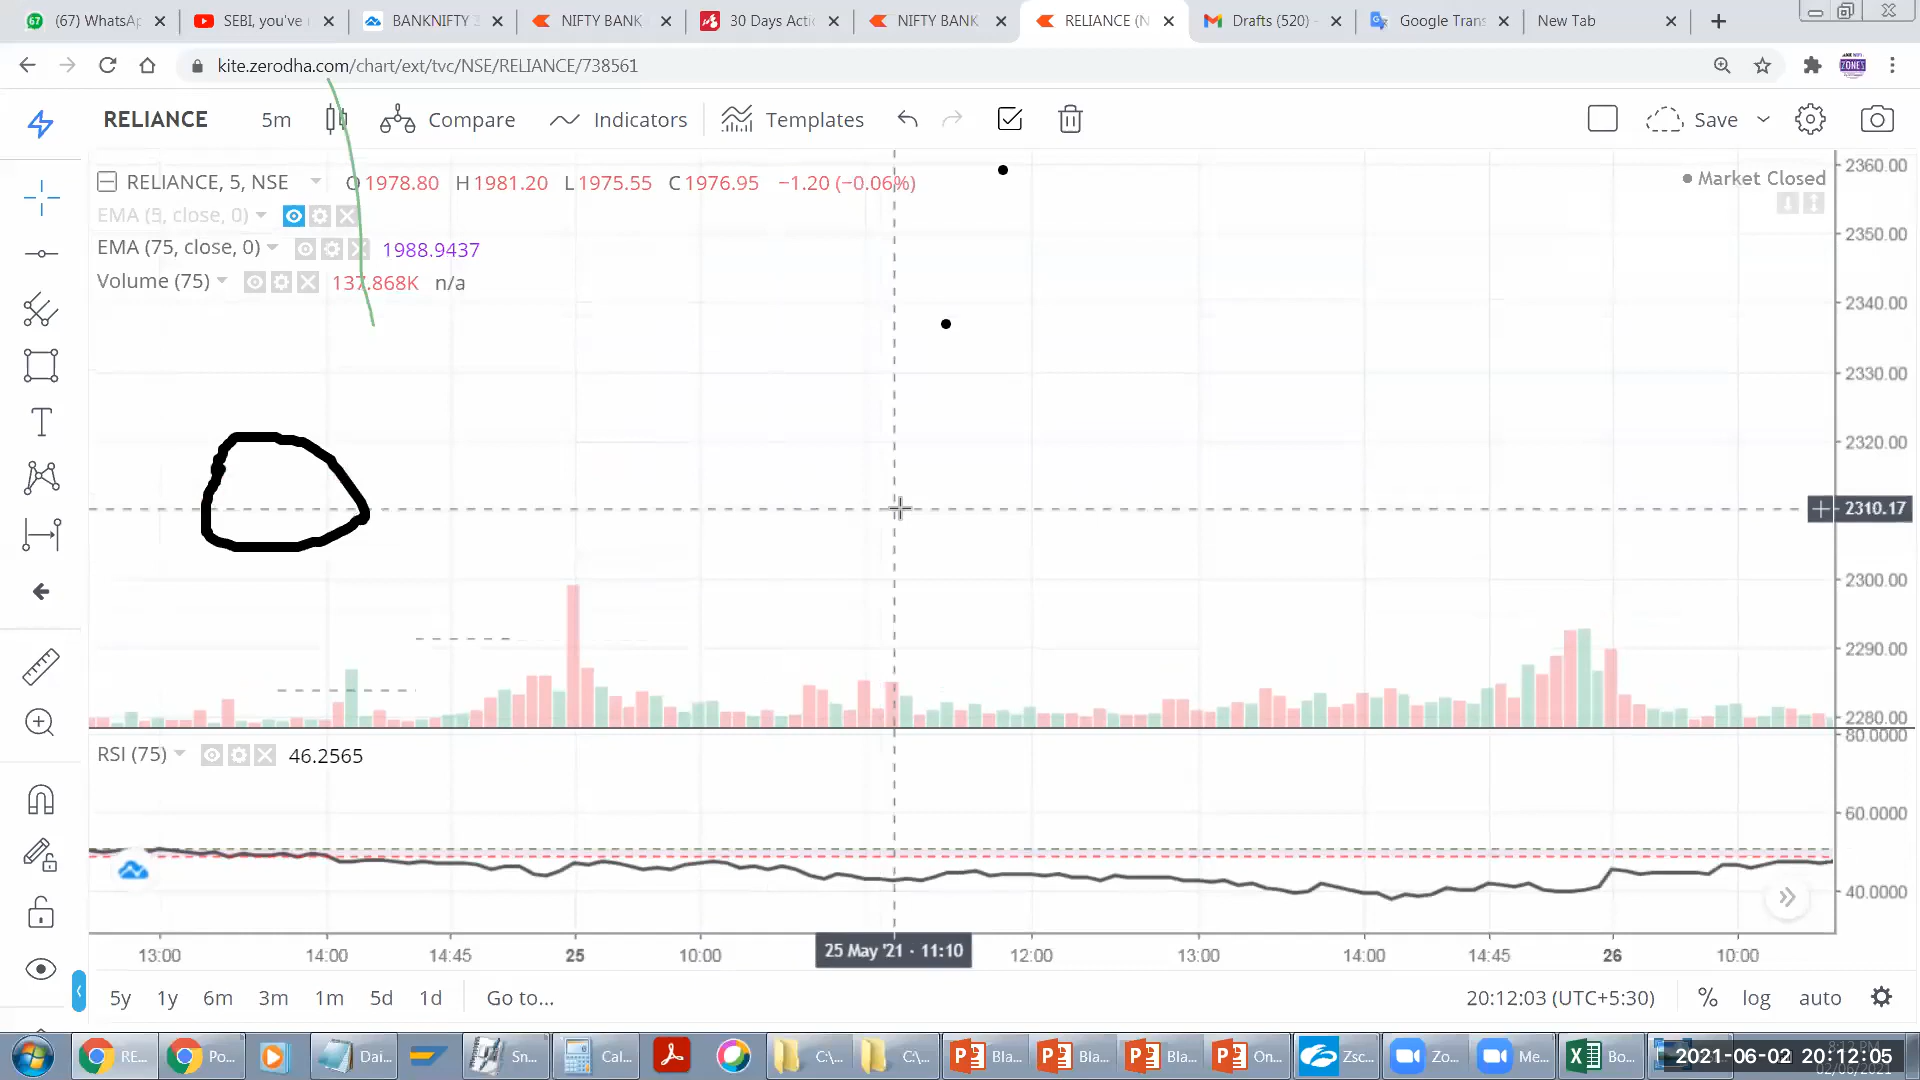 (67) WhatsA
SEBI, you've
BANKNIFTY
NIFTY BANK
30 Days Acti
NIFTY BANK
RELIANCE (N
Drafts (520) -
Google Trans
New Tab
kite.zerodha.com/chart/ext/tvc/NSE/RELIANCE/738561
RELIANCE 5m Compare Indicators Templates Save
RELIANCE, 5, NSE O1978.80 H1981.20 L1975.55 C1976.95 −1.20 (−0.06%)
Market Closed
EMA (5, close, 0)
EMA (75, close, 0) 1988.9437
Volume (75) 137.868K n/a
2360.00
2350.00
2340.00
2330.00
2320.00
2310.17
2300.00
2290.00
2280.00
80.0000
RSI (75) 46.2565
60.0000
40.0000
13:00 14:00 14:45 25 10:00 25 May '21 · 11:10 12:00 13:00 14:00 14:45 26 10:00
5y 1y 6m 3m 1m 5d 1d Go to... 20:12:03 (UTC+5:30) % log auto
RE... Po... Dai... Sn... Cal... C:\... C:\... Bla... Bla... Bla... On... Zsc... Zo... Me... Bo... 2021-06-02 20:12:05